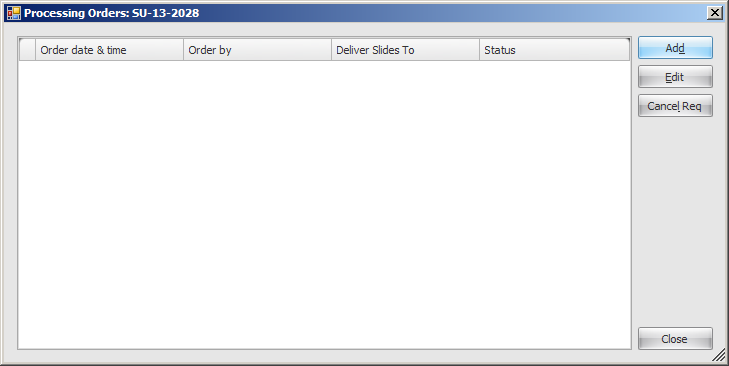 Processing Orders: SU-13-2028
Order date & time Order by Deliver Slides To Status
Add
Edit
Cancel Req
Close